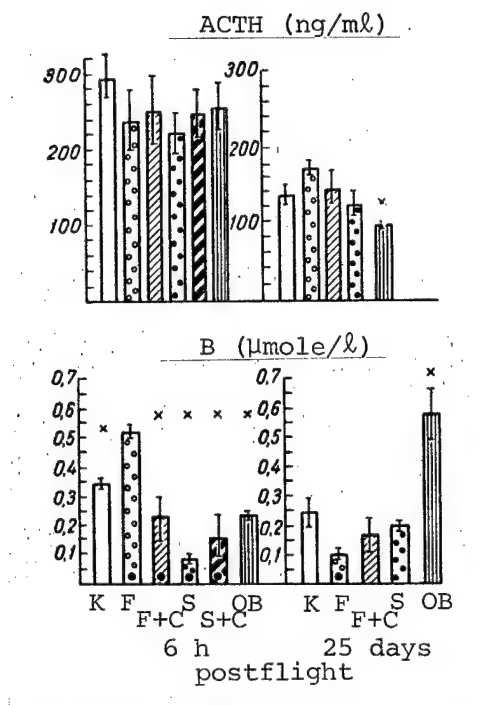 ACTH (ng/mℓ)
300 300
200 200
100 100
B (µmole/ℓ)
0,7 0,7
0,6 0,6
0,5 0,5
0,4 0,4
0,3 0,3
0,2 0,2
0,1 0,1
K F S OB K F S OB
F+C S+C F+C
6 h 25 days
postflight